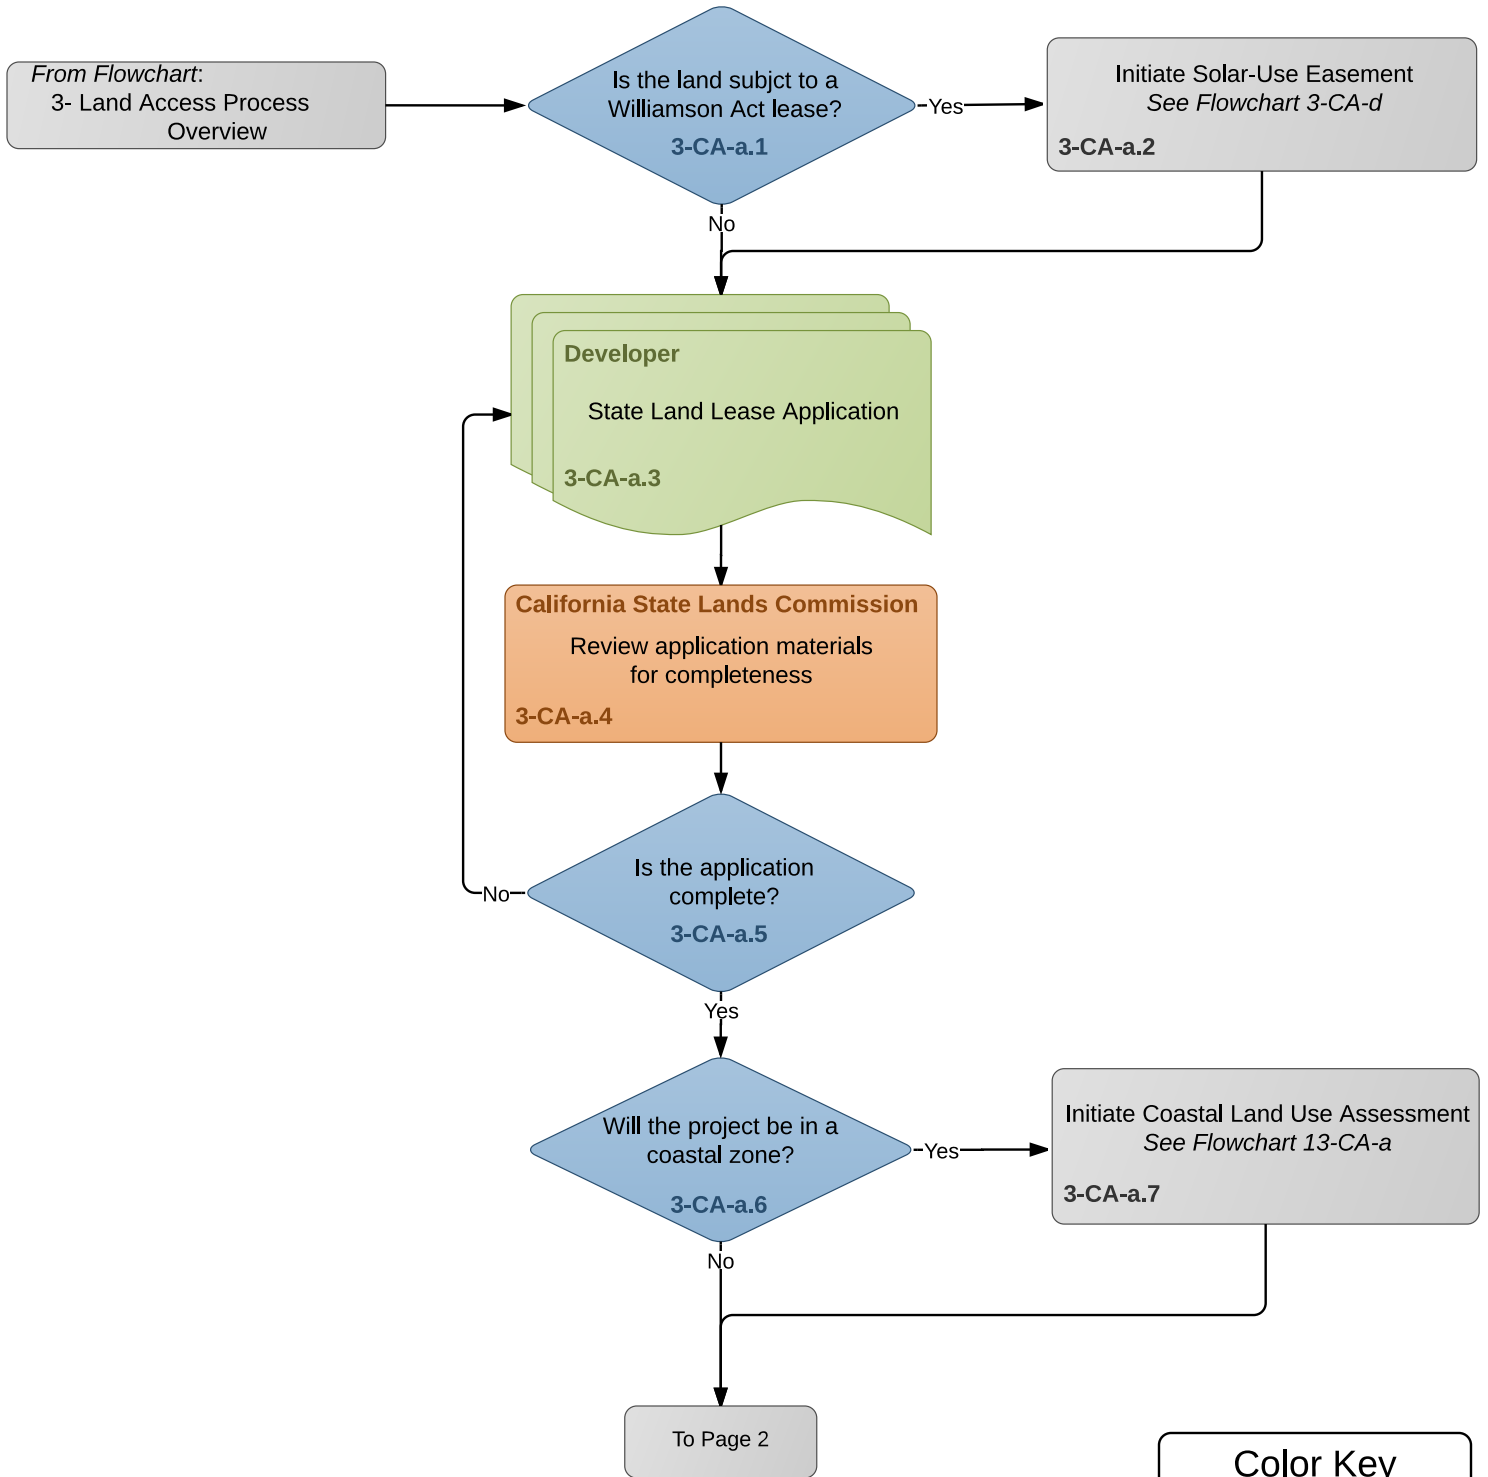 From Flowchart:
3- Land Access Process
Overview
Is the land subjct to a
Williamson Act lease?
3-CA-a.1
Yes
Initiate Solar-Use Easement
See Flowchart 3-CA-d
3-CA-a.2
No
Developer
State Land Lease Application
3-CA-a.3
California State Lands Commission
Review application materials
for completeness
3-CA-a.4
Is the application
complete?
3-CA-a.5
No
Yes
Will the project be in a
coastal zone?
3-CA-a.6
Yes
Initiate Coastal Land Use Assessment
See Flowchart 13-CA-a
3-CA-a.7
No
To Page 2
Color Key